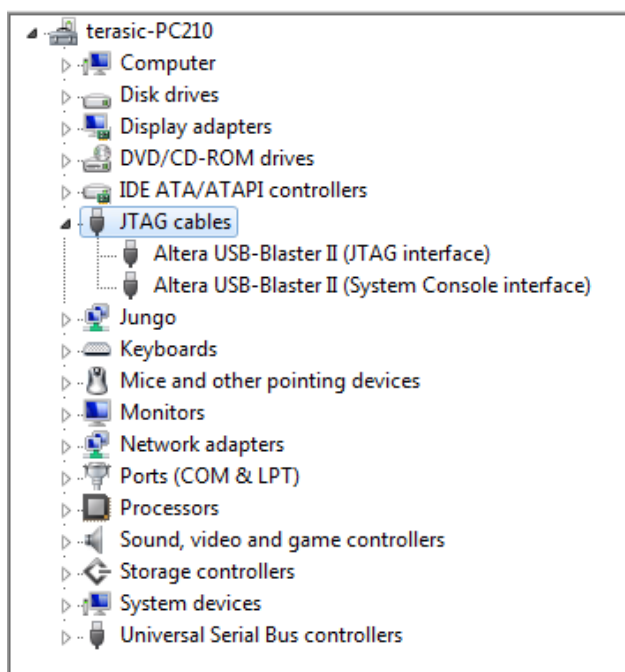 terasic-PC210
Computer
Disk drives
Display adapters
DVD/CD-ROM drives
IDE ATA/ATAPI controllers
JTAG cables
Altera USB-Blaster II (JTAG interface)
Altera USB-Blaster II (System Console interface)
Jungo
Keyboards
Mice and other pointing devices
Monitors
Network adapters
Ports (COM & LPT)
Processors
Sound, video and game controllers
Storage controllers
System devices
Universal Serial Bus controllers